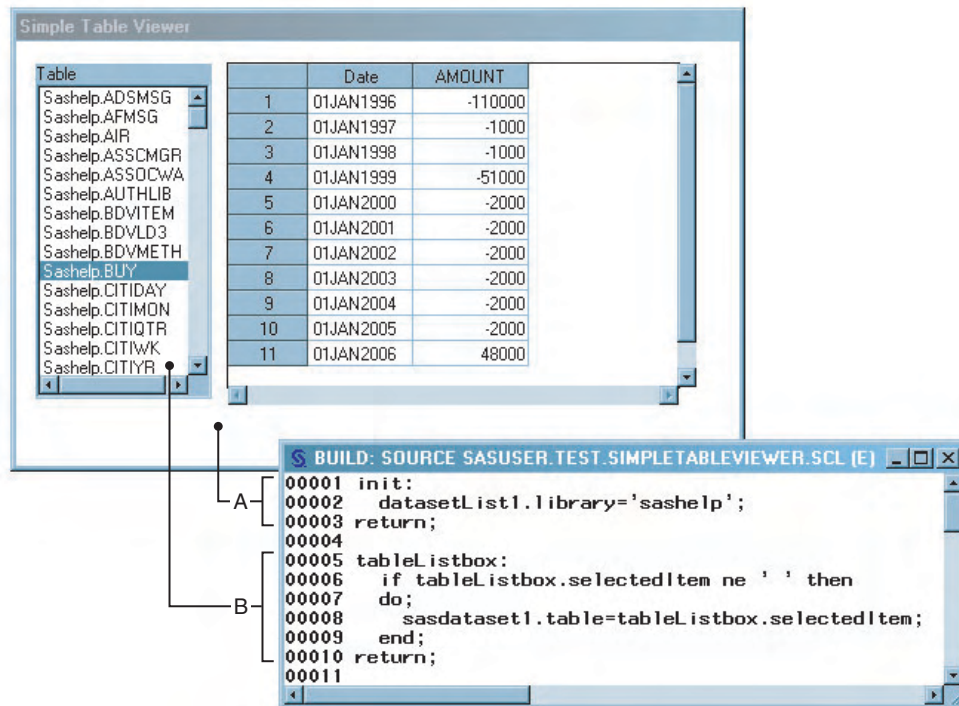 Simple Table Viewer
Table
Sashelp.ADSMSG
Sashelp.AFMSG
Sashelp.AIR
Sashelp.ASSCMGR
Sashelp.ASSOCWA
Sashelp.AUTHLIB
Sashelp.BDVITEM
Sashelp.BDVLD3
Sashelp.BDVMETH
Sashelp.BUY
Sashelp.CITIDAY
Sashelp.CITIMON
Sashelp.CITIQTR
Sashelp.CITIWK
Sashelp.CITIYR
Date AMOUNT
1 01JAN1996 -110000
2 01JAN1997 -1000
3 01JAN1998 -1000
4 01JAN1999 -51000
5 01JAN2000 -2000
6 01JAN2001 -2000
7 01JAN2002 -2000
8 01JAN2003 -2000
9 01JAN2004 -2000
10 01JAN2005 -2000
11 01JAN2006 48000
BUILD: SOURCE SASUSER.TEST.SIMPLETABLEVIEWER.SCL (E)
A
B
00001 init:
00002   datasetList1.library='sashelp';
00003 return;
00004
00005 tableListbox:
00006   if tableListbox.selectedItem ne ' ' then
00007   do;
00008     sasdataset1.table=tableListbox.selectedItem;
00009   end;
00010 return;
00011